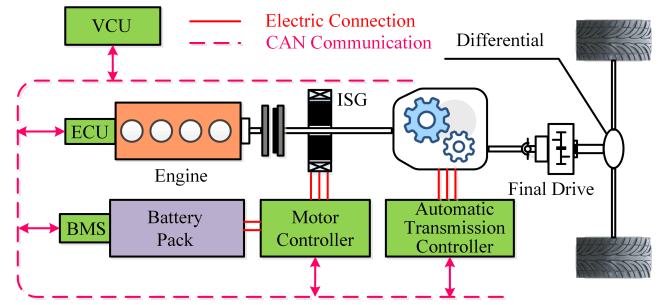 VCU
Electric Connection
CAN Communication
Differential
ISG
ECU
Engine
Final Drive
BMS
Battery
Pack
Motor
Controller
Automatic
Transmission
Controller